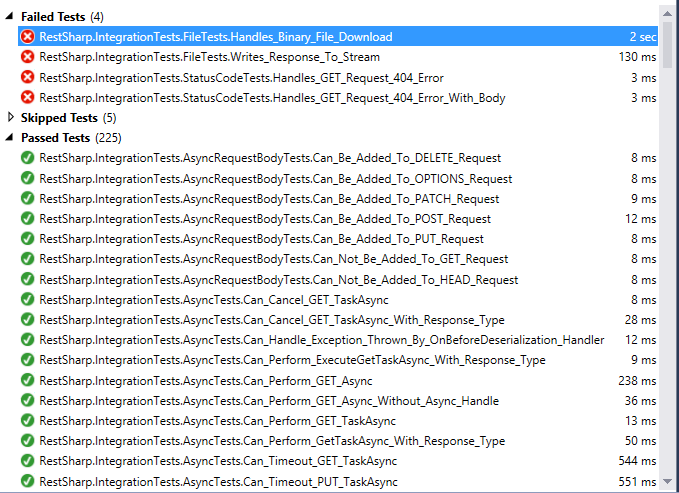 Failed Tests (4)
RestSharp.IntegrationTests.FileTests.Handles_Binary_File_Download 2 sec
RestSharp.IntegrationTests.FileTests.Writes_Response_To_Stream 130 ms
RestSharp.IntegrationTests.StatusCodeTests.Handles_GET_Request_404_Error 3 ms
RestSharp.IntegrationTests.StatusCodeTests.Handles_GET_Request_404_Error_With_Body 3 ms
Skipped Tests (5)
Passed Tests (225)
RestSharp.IntegrationTests.AsyncRequestBodyTests.Can_Be_Added_To_DELETE_Request 8 ms
RestSharp.IntegrationTests.AsyncRequestBodyTests.Can_Be_Added_To_OPTIONS_Request 8 ms
RestSharp.IntegrationTests.AsyncRequestBodyTests.Can_Be_Added_To_PATCH_Request 9 ms
RestSharp.IntegrationTests.AsyncRequestBodyTests.Can_Be_Added_To_POST_Request 12 ms
RestSharp.IntegrationTests.AsyncRequestBodyTests.Can_Be_Added_To_PUT_Request 8 ms
RestSharp.IntegrationTests.AsyncRequestBodyTests.Can_Not_Be_Added_To_GET_Request 8 ms
RestSharp.IntegrationTests.AsyncRequestBodyTests.Can_Not_Be_Added_To_HEAD_Request 8 ms
RestSharp.IntegrationTests.AsyncTests.Can_Cancel_GET_TaskAsync 8 ms
RestSharp.IntegrationTests.AsyncTests.Can_Cancel_GET_TaskAsync_With_Response_Type 28 ms
RestSharp.IntegrationTests.AsyncTests.Can_Handle_Exception_Thrown_By_OnBeforeDeserialization_Handler 12 ms
RestSharp.IntegrationTests.AsyncTests.Can_Perform_ExecuteGetTaskAsync_With_Response_Type 9 ms
RestSharp.IntegrationTests.AsyncTests.Can_Perform_GET_Async 238 ms
RestSharp.IntegrationTests.AsyncTests.Can_Perform_GET_Async_Without_Async_Handle 36 ms
RestSharp.IntegrationTests.AsyncTests.Can_Perform_GET_TaskAsync 13 ms
RestSharp.IntegrationTests.AsyncTests.Can_Perform_GetTaskAsync_With_Response_Type 50 ms
RestSharp.IntegrationTests.AsyncTests.Can_Timeout_GET_TaskAsync 544 ms
RestSharp.IntegrationTests.AsyncTests.Can_Timeout_PUT_TaskAsync 551 ms